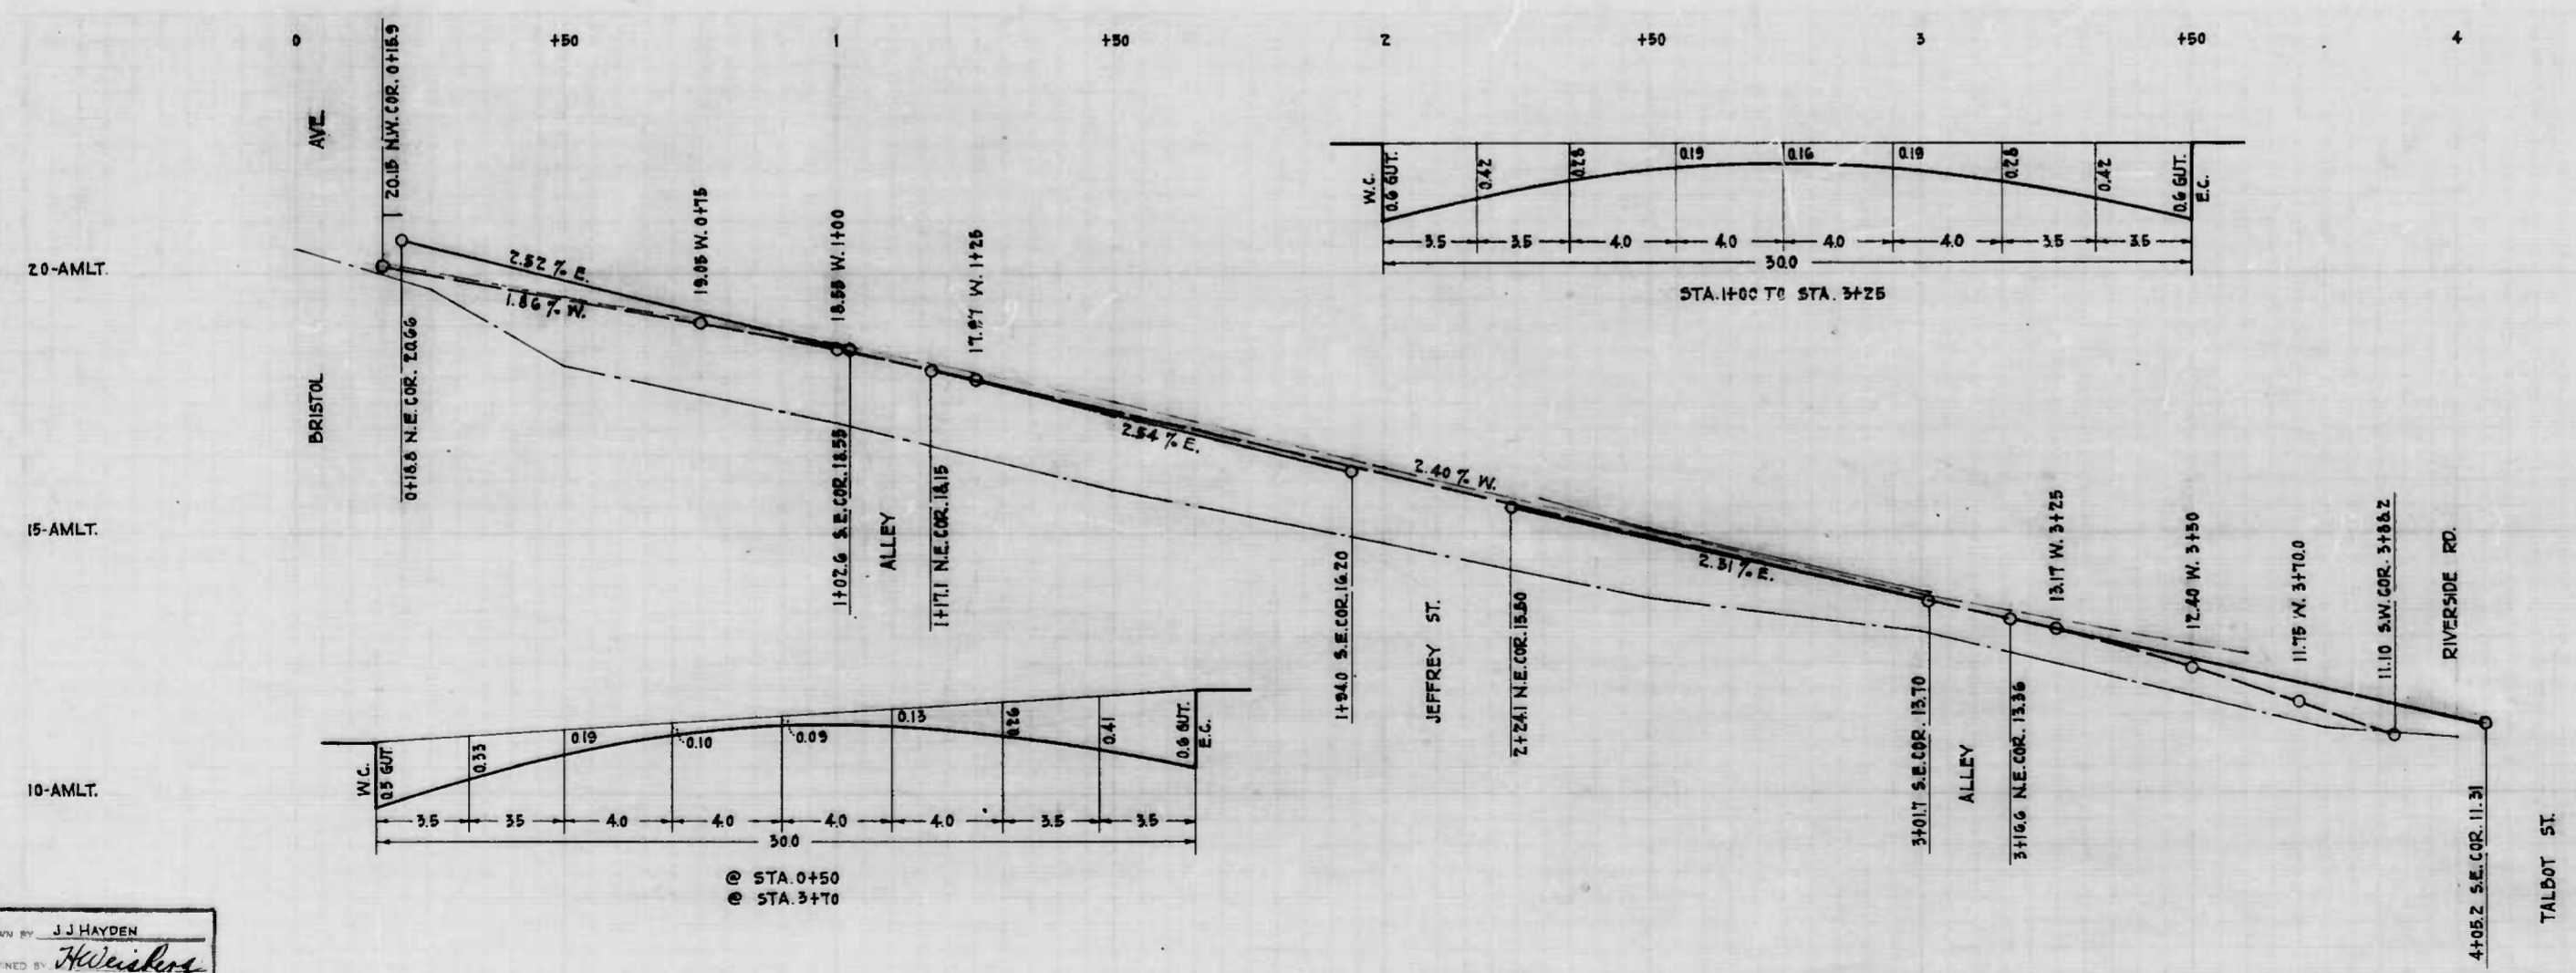 0 +50 1 +50 2 +50 3 +50 4
20.15 N.W. COR. 0+15.9
AVE.
BRISTOL
20-AMLT.
15-AMLT.
10-AMLT.
2.52 % E.
1.86 % W.
0+18.8 N.E. COR. 20.66
19.05 W. 0+75
18.55 W. 1+00
1+02.6 S.E. COR. 18.55
ALLEY
1+17.1 N.E. COR. 18.15
17.97 W. 1+25
2.54 % E.
2.40 % W.
1+94.0 S.E. COR. 16.20
JEFFREY ST.
2+24.1 N.E. COR. 15.50
2.31 % E.
3+01.7 S.E. COR. 13.70
ALLEY
3+16.6 N.E. COR. 13.36
13.17 W. 3+25
12.40 W. 3+50
11.75 W. 3+70.0
11.10 S.W. COR. 3+88.2
RIVERSIDE RD.
4+05.2 S.E. COR. 11.31
TALBOT ST.
W.C.
0.6 GUT. 0.42 0.28 0.19 0.16 0.19 0.28 0.42 0.6 GUT.
E.C.
3.5 3.5 4.0 4.0 4.0 4.0 3.5 3.5
30.0
STA. 1+00 TO STA. 3+25
W.C.
0.5 GUT. 0.33 0.19 0.10 0.09 0.13 0.26 0.41 0.6 GUT.
E.C.
3.5 3.5 4.0 4.0 4.0 4.0 3.5 3.5
30.0
@ STA. 0+50
@ STA. 3+70
WN BY J J HAYDEN
INED BY H Weisberg